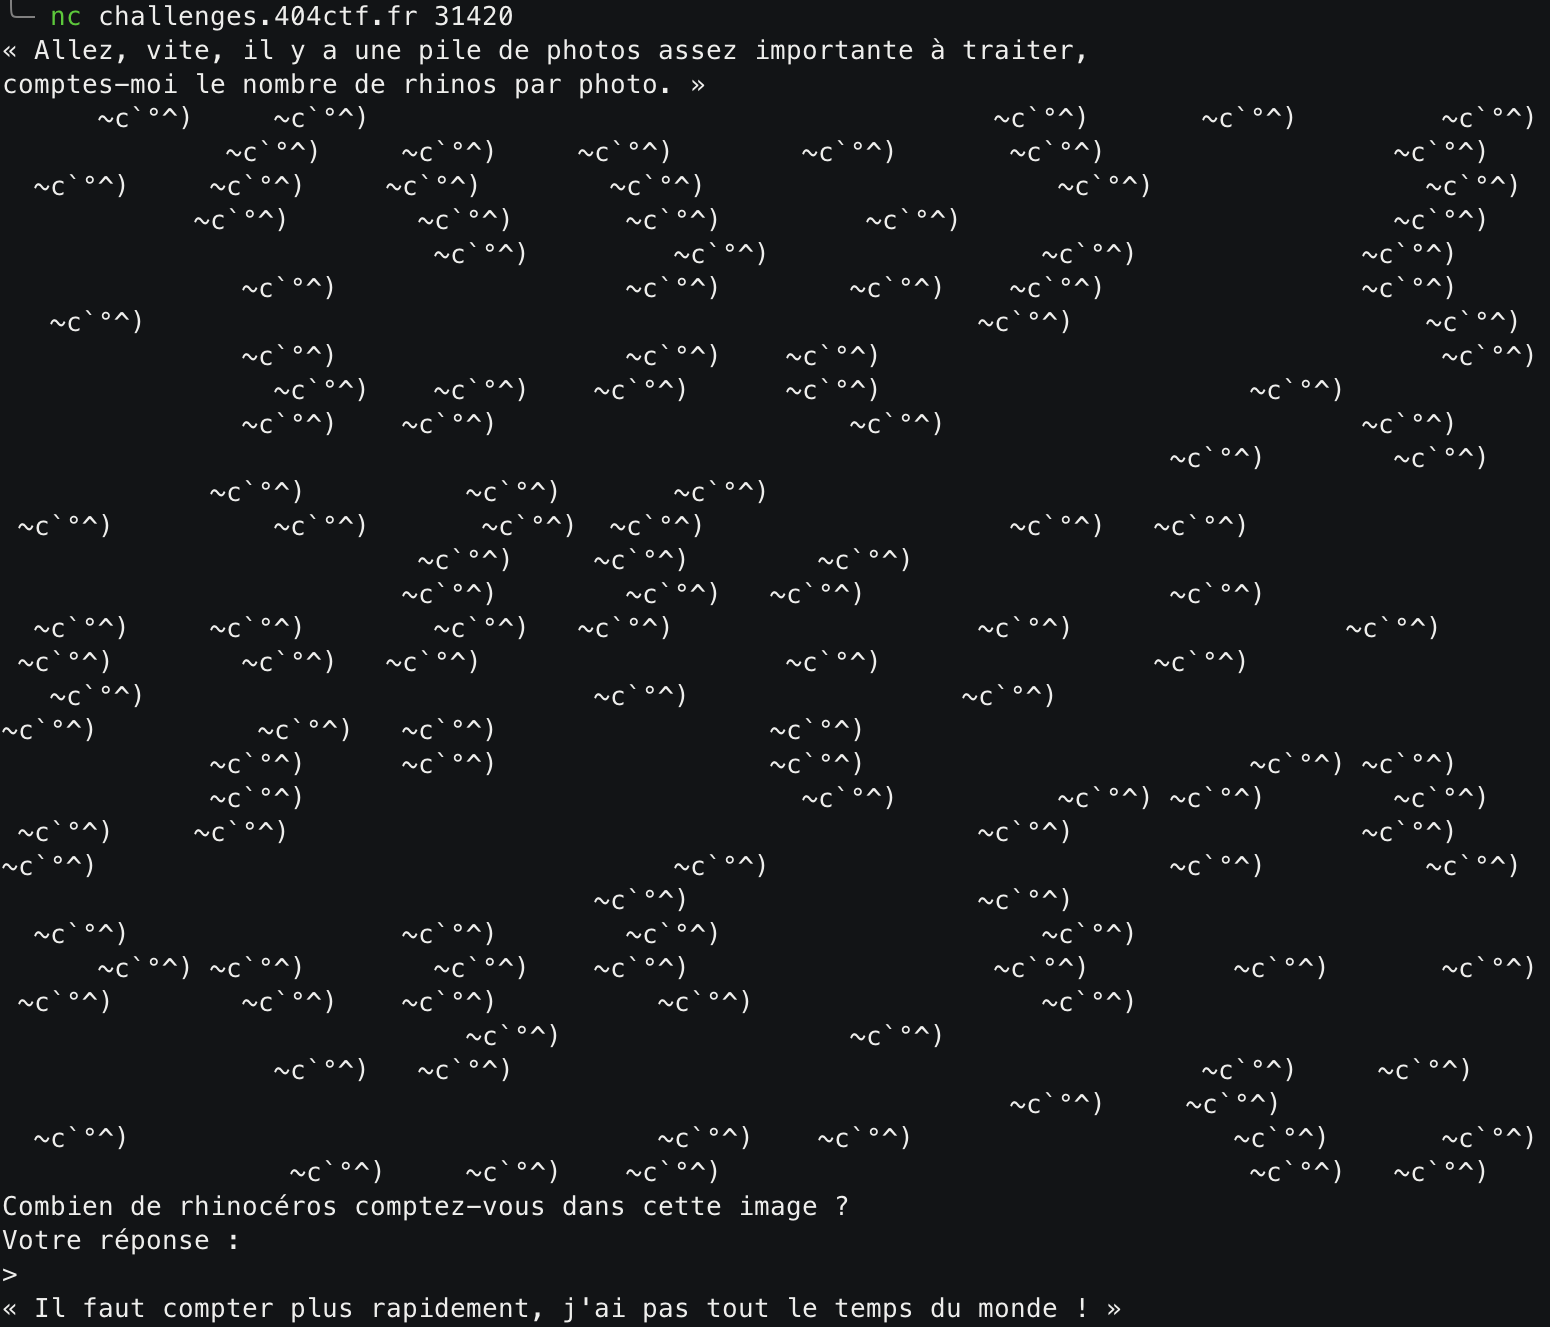 ╰─ nc challenges.404ctf.fr 31420
« Allez, vite, il y a une pile de photos assez importante à traiter,
comptes-moi le nombre de rhinos par photo. »
      ~c`°^)     ~c`°^)                                       ~c`°^)       ~c`°^)         ~c`°^)
              ~c`°^)     ~c`°^)     ~c`°^)        ~c`°^)       ~c`°^)                  ~c`°^)
  ~c`°^)     ~c`°^)     ~c`°^)        ~c`°^)                      ~c`°^)                 ~c`°^)
            ~c`°^)        ~c`°^)       ~c`°^)         ~c`°^)                           ~c`°^)
                           ~c`°^)         ~c`°^)                 ~c`°^)              ~c`°^)
               ~c`°^)                  ~c`°^)        ~c`°^)    ~c`°^)                ~c`°^)
   ~c`°^)                                                    ~c`°^)                      ~c`°^)
               ~c`°^)                  ~c`°^)    ~c`°^)                                   ~c`°^)
                 ~c`°^)    ~c`°^)    ~c`°^)      ~c`°^)                       ~c`°^)
               ~c`°^)    ~c`°^)                      ~c`°^)                          ~c`°^)
                                                                         ~c`°^)        ~c`°^)
             ~c`°^)          ~c`°^)       ~c`°^)
 ~c`°^)          ~c`°^)       ~c`°^)  ~c`°^)                   ~c`°^)   ~c`°^)
                          ~c`°^)     ~c`°^)        ~c`°^)
                         ~c`°^)        ~c`°^)   ~c`°^)                   ~c`°^)
  ~c`°^)     ~c`°^)        ~c`°^)   ~c`°^)                   ~c`°^)                 ~c`°^)
 ~c`°^)        ~c`°^)   ~c`°^)                   ~c`°^)                 ~c`°^)
   ~c`°^)                            ~c`°^)                 ~c`°^)
~c`°^)          ~c`°^)   ~c`°^)                 ~c`°^)
             ~c`°^)      ~c`°^)                 ~c`°^)                        ~c`°^) ~c`°^)
             ~c`°^)                               ~c`°^)          ~c`°^) ~c`°^)        ~c`°^)
 ~c`°^)     ~c`°^)                                           ~c`°^)                  ~c`°^)
~c`°^)                                    ~c`°^)                         ~c`°^)          ~c`°^)
                                     ~c`°^)                  ~c`°^)
  ~c`°^)                 ~c`°^)        ~c`°^)                    ~c`°^)
      ~c`°^) ~c`°^)        ~c`°^)    ~c`°^)                   ~c`°^)         ~c`°^)       ~c`°^)
 ~c`°^)        ~c`°^)    ~c`°^)          ~c`°^)                  ~c`°^)
                             ~c`°^)                  ~c`°^)
                 ~c`°^)   ~c`°^)                                           ~c`°^)     ~c`°^)
                                                               ~c`°^)     ~c`°^)
  ~c`°^)                                 ~c`°^)    ~c`°^)                    ~c`°^)       ~c`°^)
                  ~c`°^)     ~c`°^)    ~c`°^)                                 ~c`°^)   ~c`°^)
Combien de rhinocéros comptez-vous dans cette image ?
Votre réponse :
>
« Il faut compter plus rapidement, j'ai pas tout le temps du monde ! »